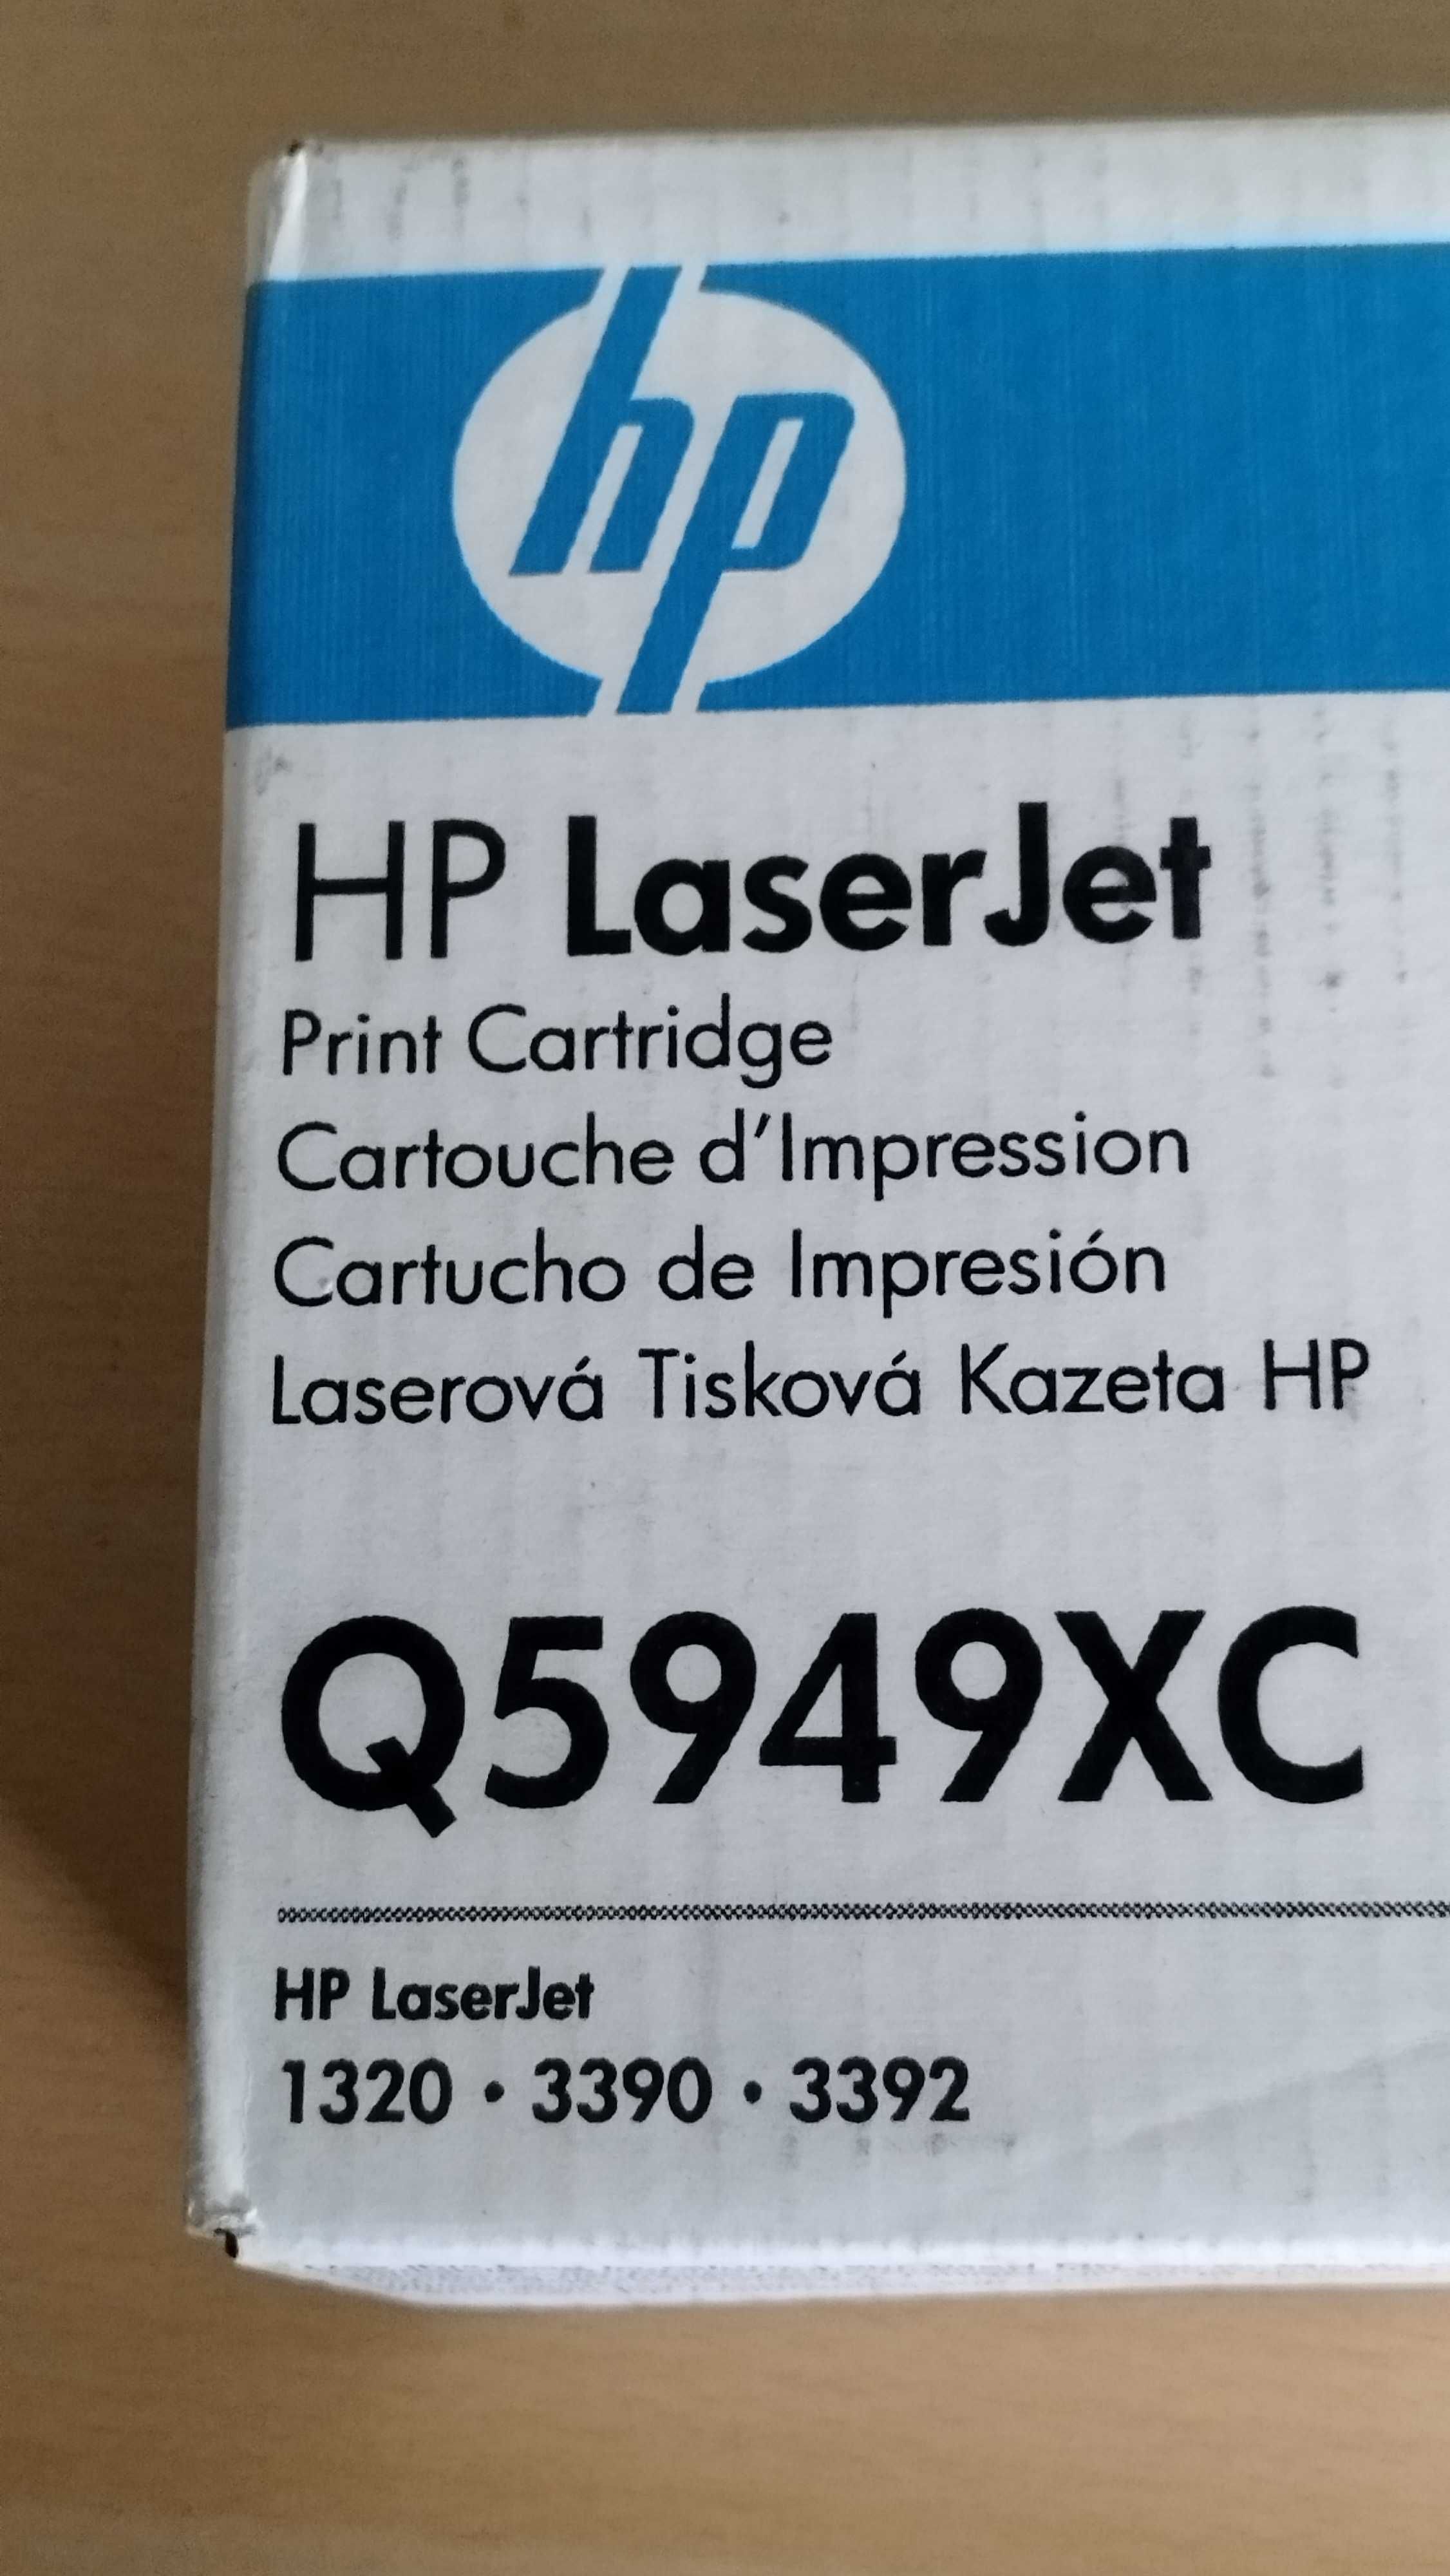 hp
HP LaserJet
Print Cartridge
Cartouche d'Impression
Cartucho de Impresión
Laserová Tisková Kazeta HP
Q5949XC
HP LaserJet
1320 • 3390 • 3392